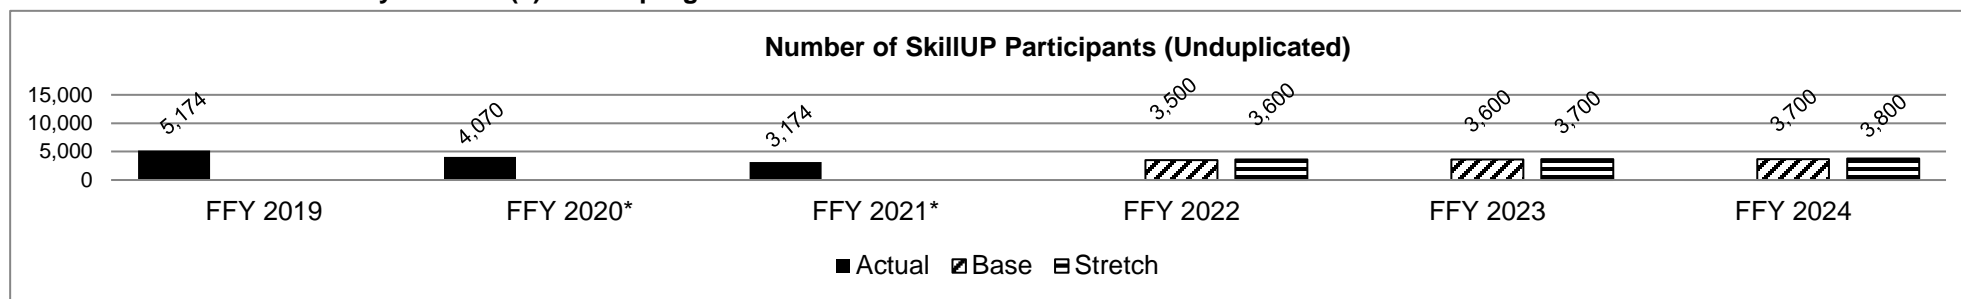 Number of SkillUP Participants (Unduplicated)
15,000
10,000
5,000
0
5,174
4,070
3,174
3,500
3,600
3,600
3,700
3,700
3,800
FFY 2019
FFY 2020*
FFY 2021*
FFY 2022
FFY 2023
FFY 2024
Actual
Base
Stretch